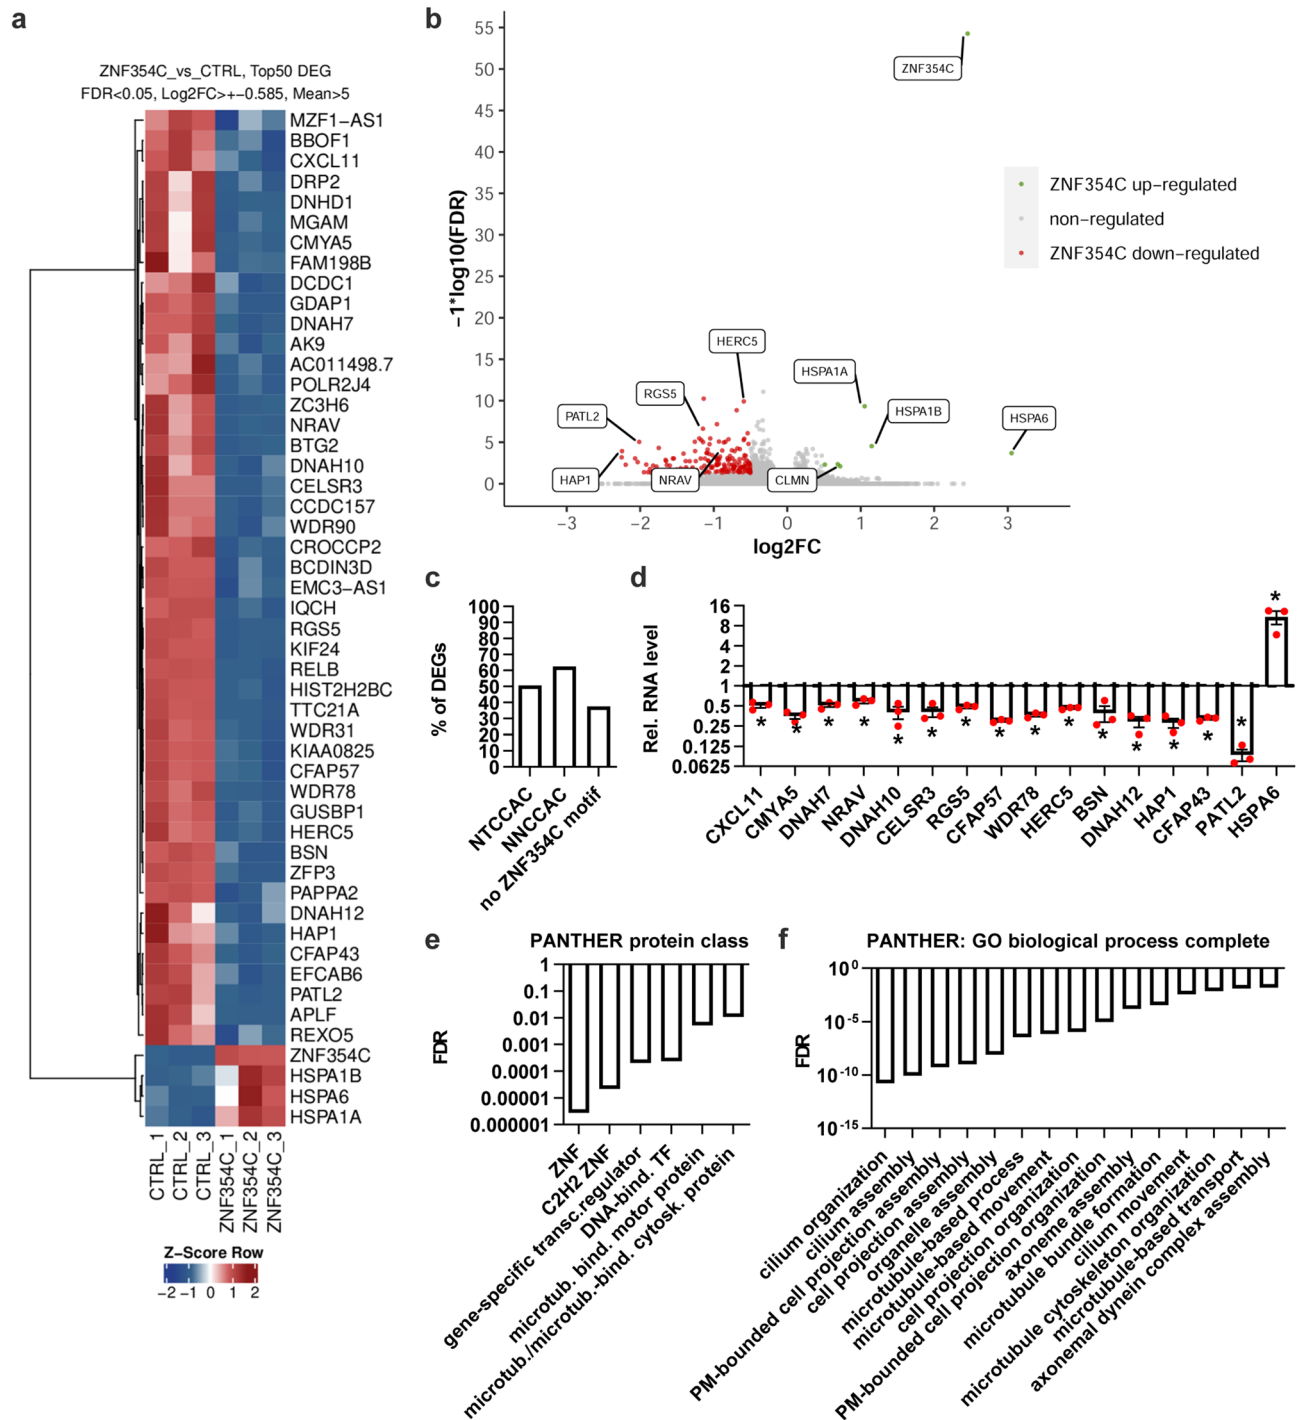 a
ZNF354C_vs_CTRL, Top50 DEG
FDR<0.05, Log2FC>+−0.585, Mean>5
MZF1−AS1
BBOF1
CXCL11
DRP2
DNHD1
MGAM
CMYA5
FAM198B
DCDC1
GDAP1
DNAH7
AK9
AC011498.7
POLR2J4
ZC3H6
NRAV
BTG2
DNAH10
CELSR3
CCDC157
WDR90
CROCCP2
BCDIN3D
EMC3−AS1
IQCH
RGS5
KIF24
RELB
HIST2H2BC
TTC21A
WDR31
KIAA0825
CFAP57
WDR78
GUSBP1
HERC5
BSN
ZFP3
PAPPA2
DNAH12
HAP1
CFAP43
EFCAB6
PATL2
APLF
REXO5
ZNF354C
HSPA1B
HSPA6
HSPA1A
CTRL_1
CTRL_2
CTRL_3
ZNF354C_1
ZNF354C_2
ZNF354C_3
Z−Score Row
−2 −1 0 1 2
b
−1*log10(FDR)
55
50
45
40
35
30
25
20
15
10
5
0
ZNF354C
HERC5
HSPA1A
RGS5
HSPA1B
PATL2
HSPA6
HAP1
NRAV
CLMN
−3 −2 −1 0 1 2 3
log2FC
ZNF354C up−regulated
non−regulated
ZNF354C down−regulated
c
% of DEGs
100
90
80
70
60
50
40
30
20
10
0
NTCCAC
NNCCAC
no ZNF354C motif
d
Rel. RNA level
16
8
4
2
1
0.5
0.25
0.125
0.0625
* * * * * * * * * * * * * * * *
CXCL11
CMYA5
DNAH7
NRAV
DNAH10
CELSR3
RGS5
CFAP57
WDR78
HERC5
BSN
DNAH12
HAP1
CFAP43
PATL2
HSPA6
e
PANTHER protein class
FDR
1
0.1
0.01
0.001
0.0001
0.00001
0.000001
ZNF
C2H2 ZNF
gene-specific transc.regulator
DNA-bind. TF
microtub. bind. motor protein
microtub./microtub.-bind. cytosk. protein
f
PANTHER: GO biological process complete
FDR
10⁰
10⁻⁵
10⁻¹⁰
10⁻¹⁵
cilium organization
cilium assembly
PM-bounded cell projection assembly
cell projection assembly
organelle assembly
microtubule-based process
microtubule-based movement
cell projection organization
PM-bounded cell projection organization
axoneme assembly
microtubule bundle formation
cilium movement
microtubule cytoskeleton organization
microtubule-based transport
axonemal dynein complex assembly